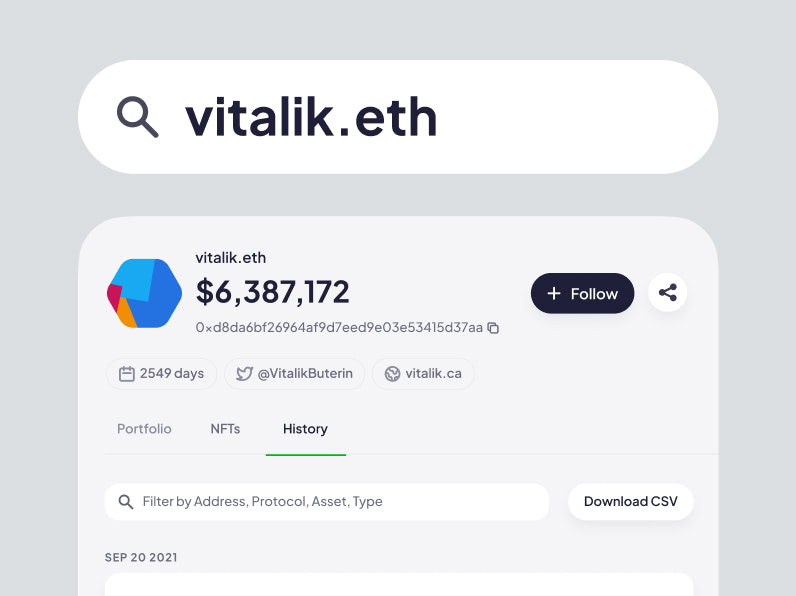 vitalik.eth
vitalik.eth
$6,387,172
0xd8da6bf26964af9d7eed9e03e53415d37aa
Follow
2549 days
@VitalikButerin
vitalik.ca
Portfolio
NFTs
History
Filter by Address, Protocol, Asset, Type
Download CSV
SEP 20 2021